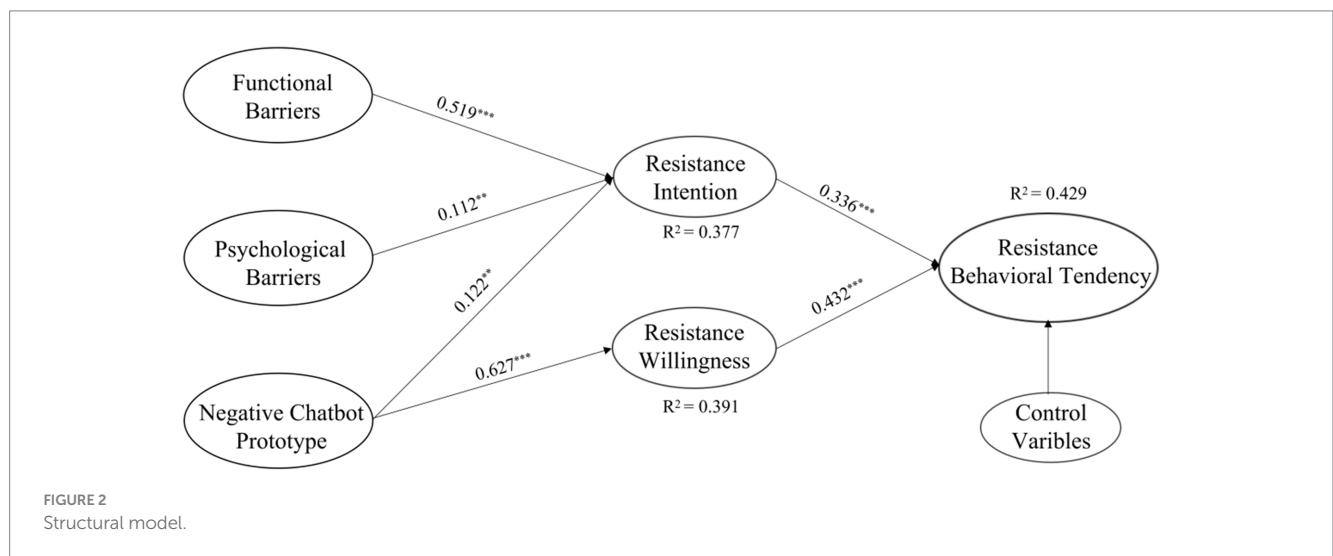 Functional
Barriers
0.519***
Resistance
Intention
R² = 0.377
0.336***
R² = 0.429
Psychological
Barriers
0.112**
Resistance
Behavioral Tendency
0.122**
0.432***
Resistance
Willingness
R² = 0.391
Negative Chatbot
Prototype
0.627***
Control
Varibles
FIGURE 2
Structural model.